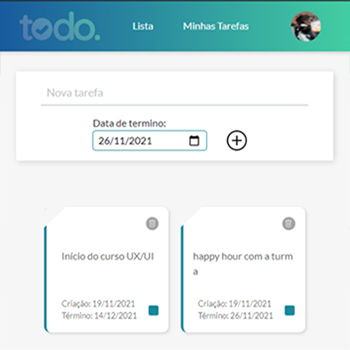 todo.
Lista
Minhas Tarefas
Nova tarefa
Data de termino:
26/11/2021
Início do curso UX/UI
Criação: 19/11/2021
Término: 14/12/2021
happy hour com a turm
a
Criação: 19/11/2021
Término: 26/11/2021